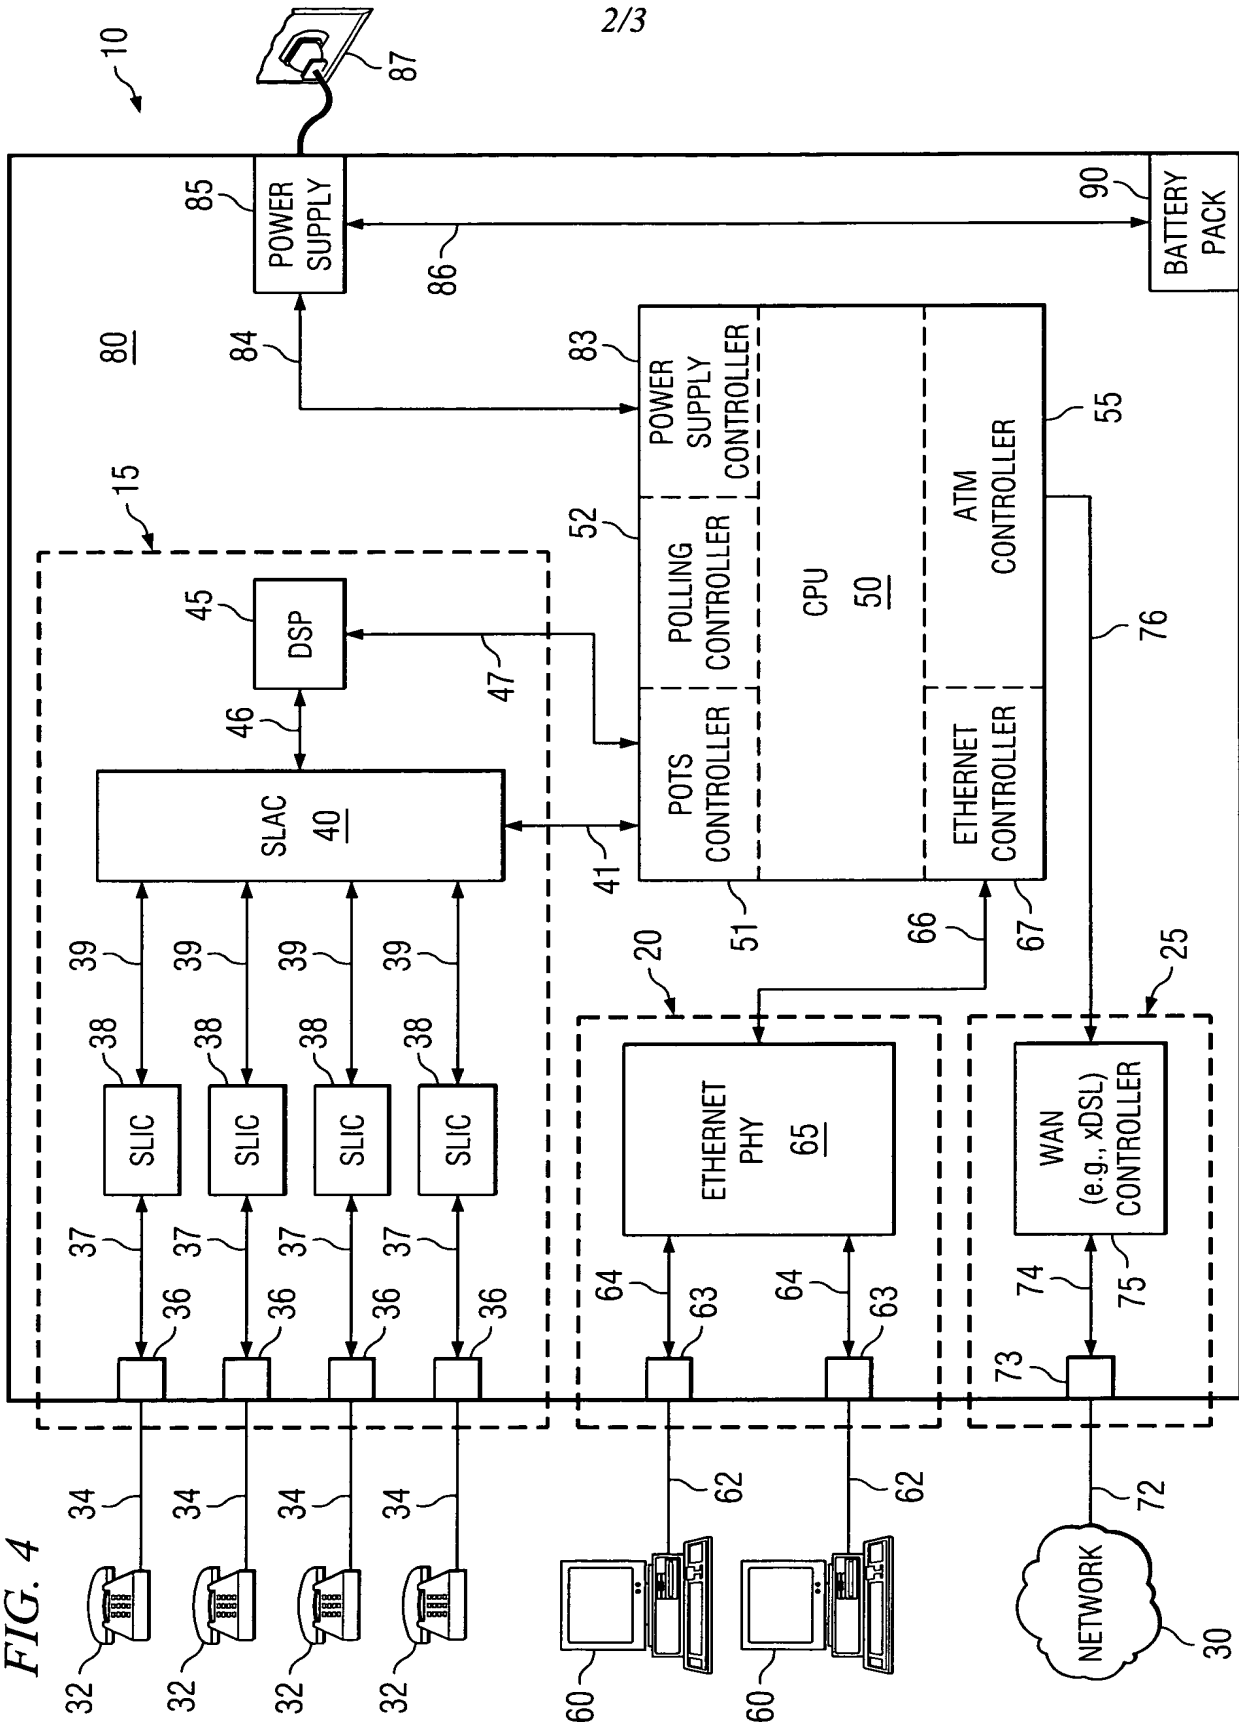 2/3
FIG. 4
10
87
85
POWER
SUPPLY
86
90
BATTERY
PACK
80
84
83
POWER
SUPPLY
CONTROLLER
52
POLLING
CONTROLLER
POTS
CONTROLLER
51
CPU
50
ATM
CONTROLLER
55
ETHERNET
CONTROLLER
67
76
15
45
DSP
46
47
SLAC
40
41
39
39
39
39
38
38
38
38
SLIC
SLIC
SLIC
SLIC
37
37
37
37
36
36
36
36
34
34
34
34
32
32
32
32
20
66
ETHERNET
PHY
65
64
64
63
63
62
62
60
60
25
WAN
(e.g., xDSL)
CONTROLLER
75
74
73
72
NETWORK
30